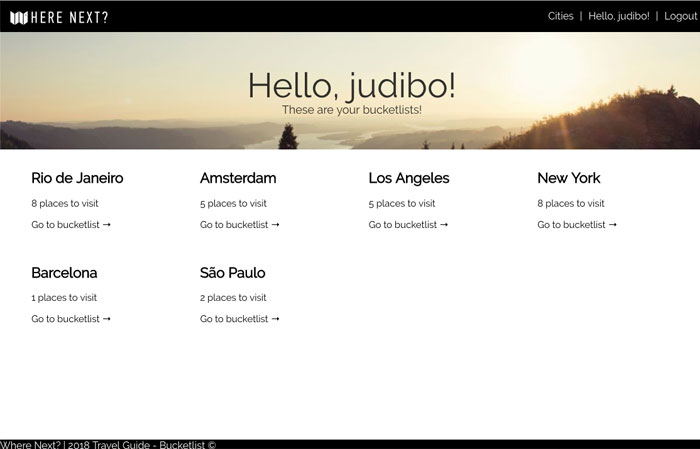 HERE NEXT?
Cities | Hello, judibo! | Logout
Hello, judibo!
These are your bucketlists!
Rio de Janeiro
8 places to visit
Go to bucketlist →
Amsterdam
5 places to visit
Go to bucketlist →
Los Angeles
5 places to visit
Go to bucketlist →
New York
8 places to visit
Go to bucketlist →
Barcelona
1 places to visit
Go to bucketlist →
São Paulo
2 places to visit
Go to bucketlist →
Where Next? | 2018 Travel Guide - Bucketlist ©